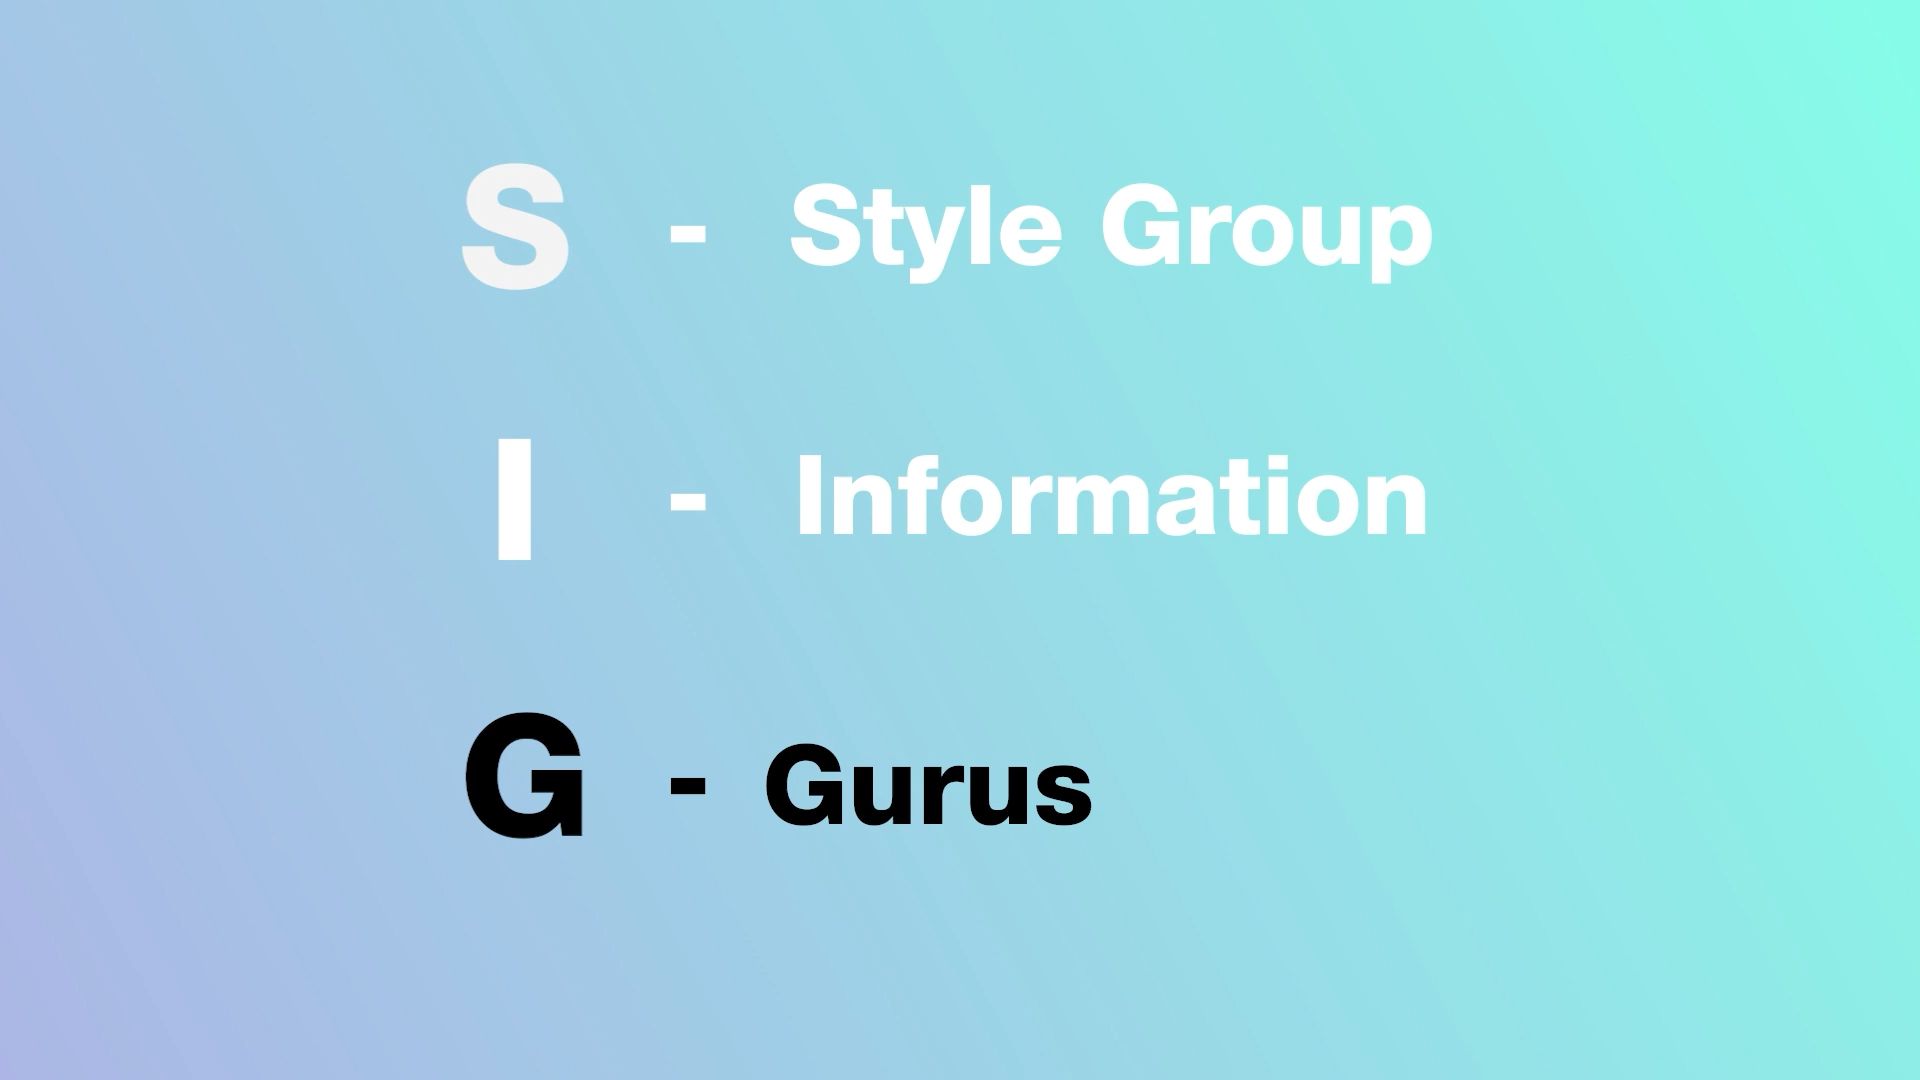 S - Style Group
I - Information
G - Gurus